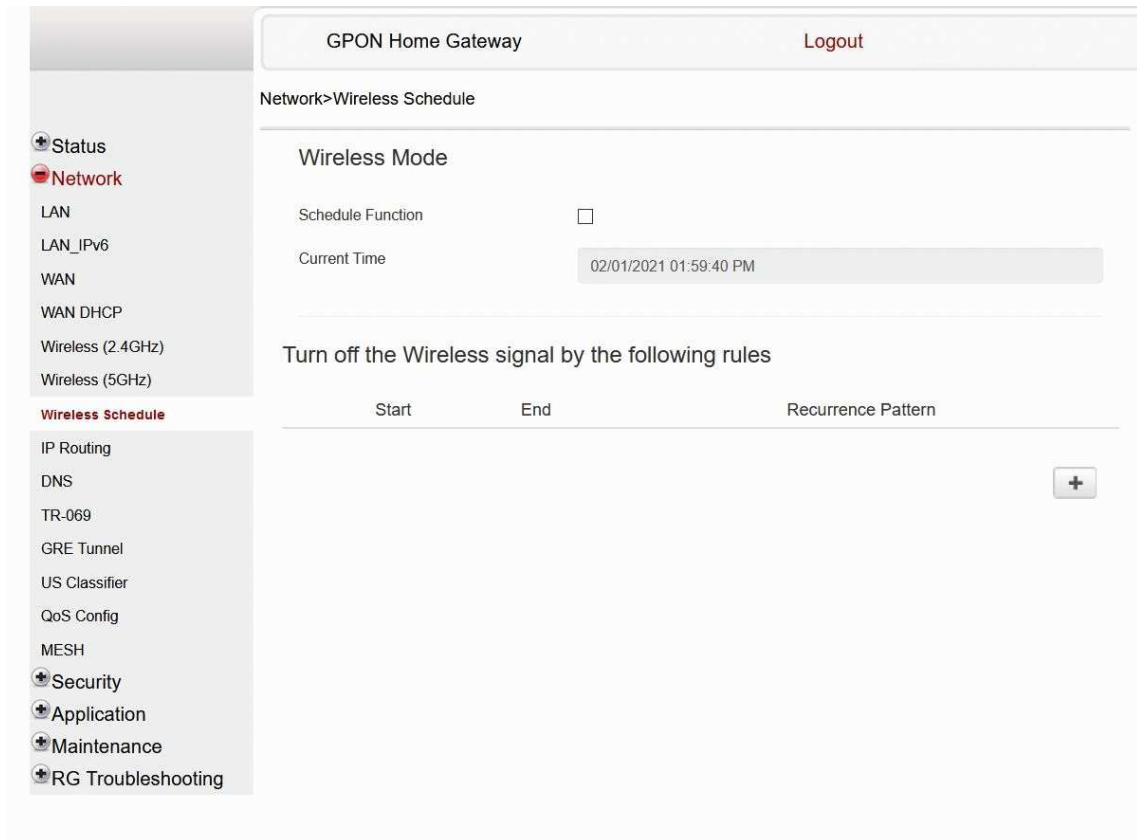 GPON Home Gateway
Logout
Network>Wireless Schedule
Status
Network
LAN
LAN_IPv6
WAN
WAN DHCP
Wireless (2.4GHz)
Wireless (5GHz)
Wireless Schedule
IP Routing
DNS
TR-069
GRE Tunnel
US Classifier
QoS Config
MESH
Security
Application
Maintenance
RG Troubleshooting
Wireless Mode
Schedule Function
Current Time
02/01/2021 01:59:40 PM
Turn off the Wireless signal by the following rules
Start End Recurrence Pattern